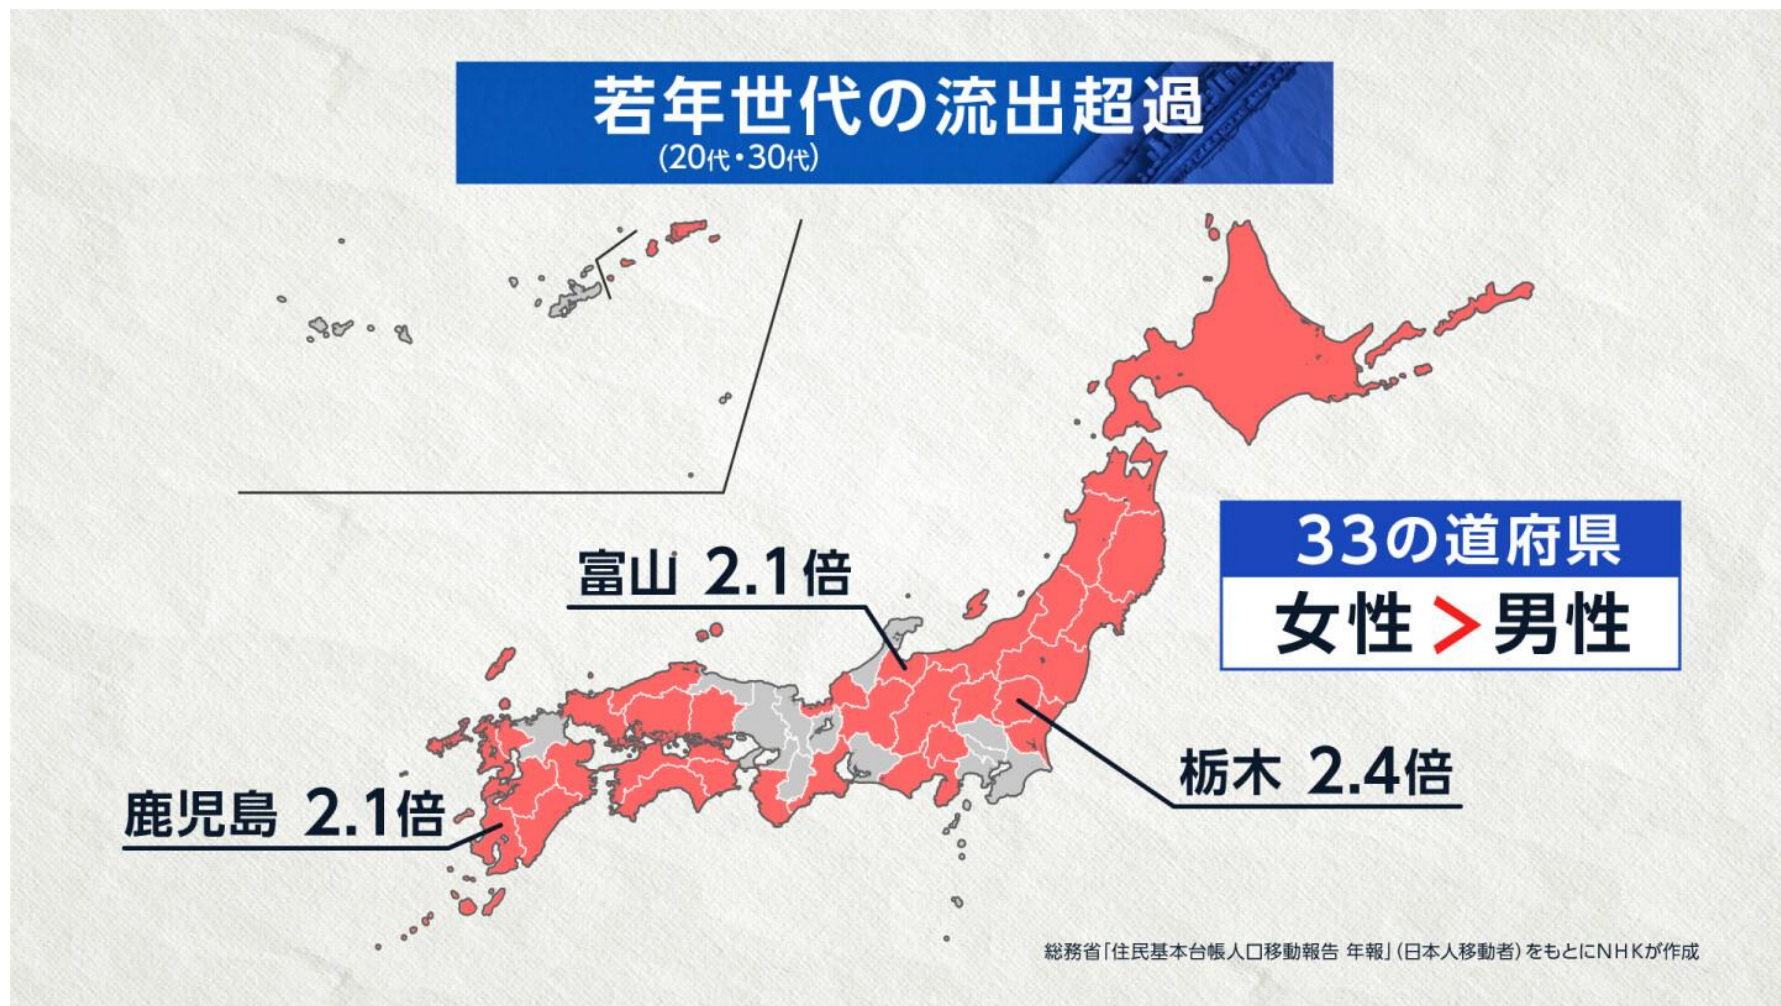 若年世代の流出超過
(20代・30代)
富山 2.1倍
33の道府県
女性>男性
栃木 2.4倍
鹿児島 2.1倍
総務省「住民基本台帳人口移動報告 年報」(日本人移動者)をもとにNHKが作成